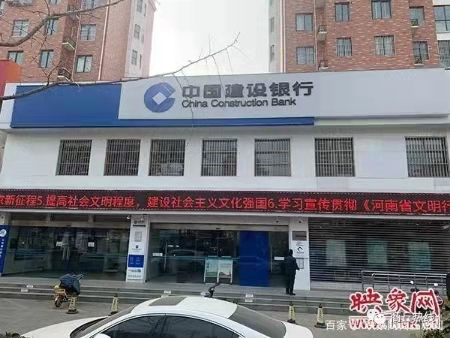 中国建设银行
China Construction Bank
新征程5.提高社会文明程度，建设社会主义文化强国6.学习宣传贯彻《河南省文明行
映象网